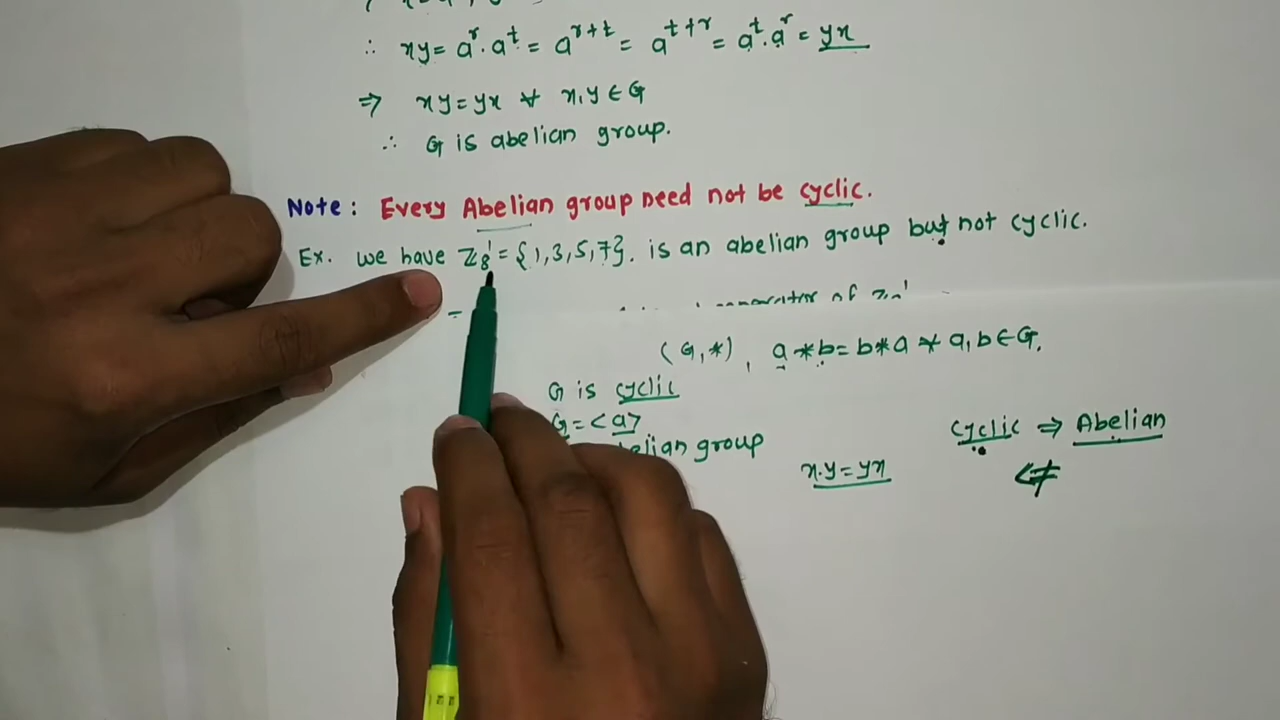 ∴ xy = a^r . a^t = a^{r+t} = a^{t+r} = a^t . a^r = yx
⇒ xy = yx ∀ x,y ∈ G
∴ G is abelian group.
Note: Every Abelian group need not be cyclic.
Ex. we have Z₈' = {1,3,5,7}. is an abelian group but not cyclic.
(G,*), a*b = b*a ∀ a,b ∈ G.
G is cyclic
G = <a>
group
x.y = yx
cyclic ⇒ Abelian
⇍